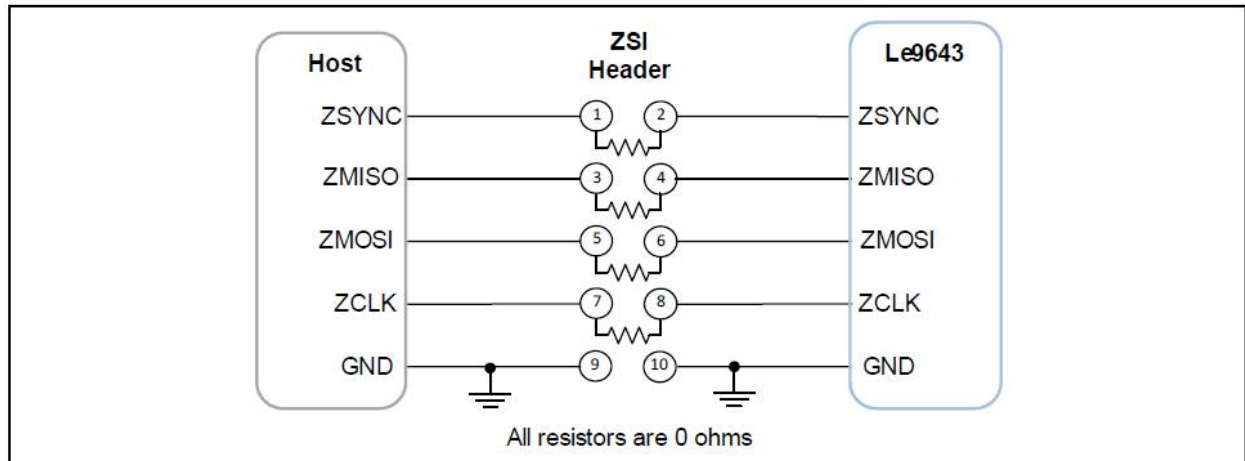 Host
ZSI
Header
Le9643
ZSYNC 1 2 ZSYNC
ZMISO 3 4 ZMISO
ZMOSI 5 6 ZMOSI
ZCLK 7 8 ZCLK
GND 9 10 GND
All resistors are 0 ohms